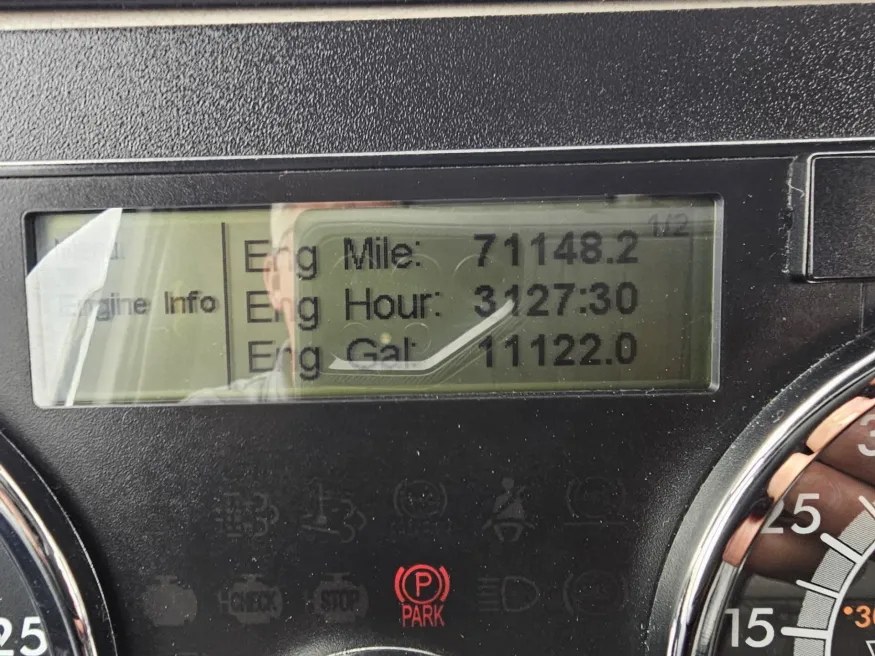 1/2
Eng Mile: 71148.2
Engine Info
Eng Hour: 3127:30
Eng Gal: 11122.0
CHECK
STOP
P
PARK
25
25
15